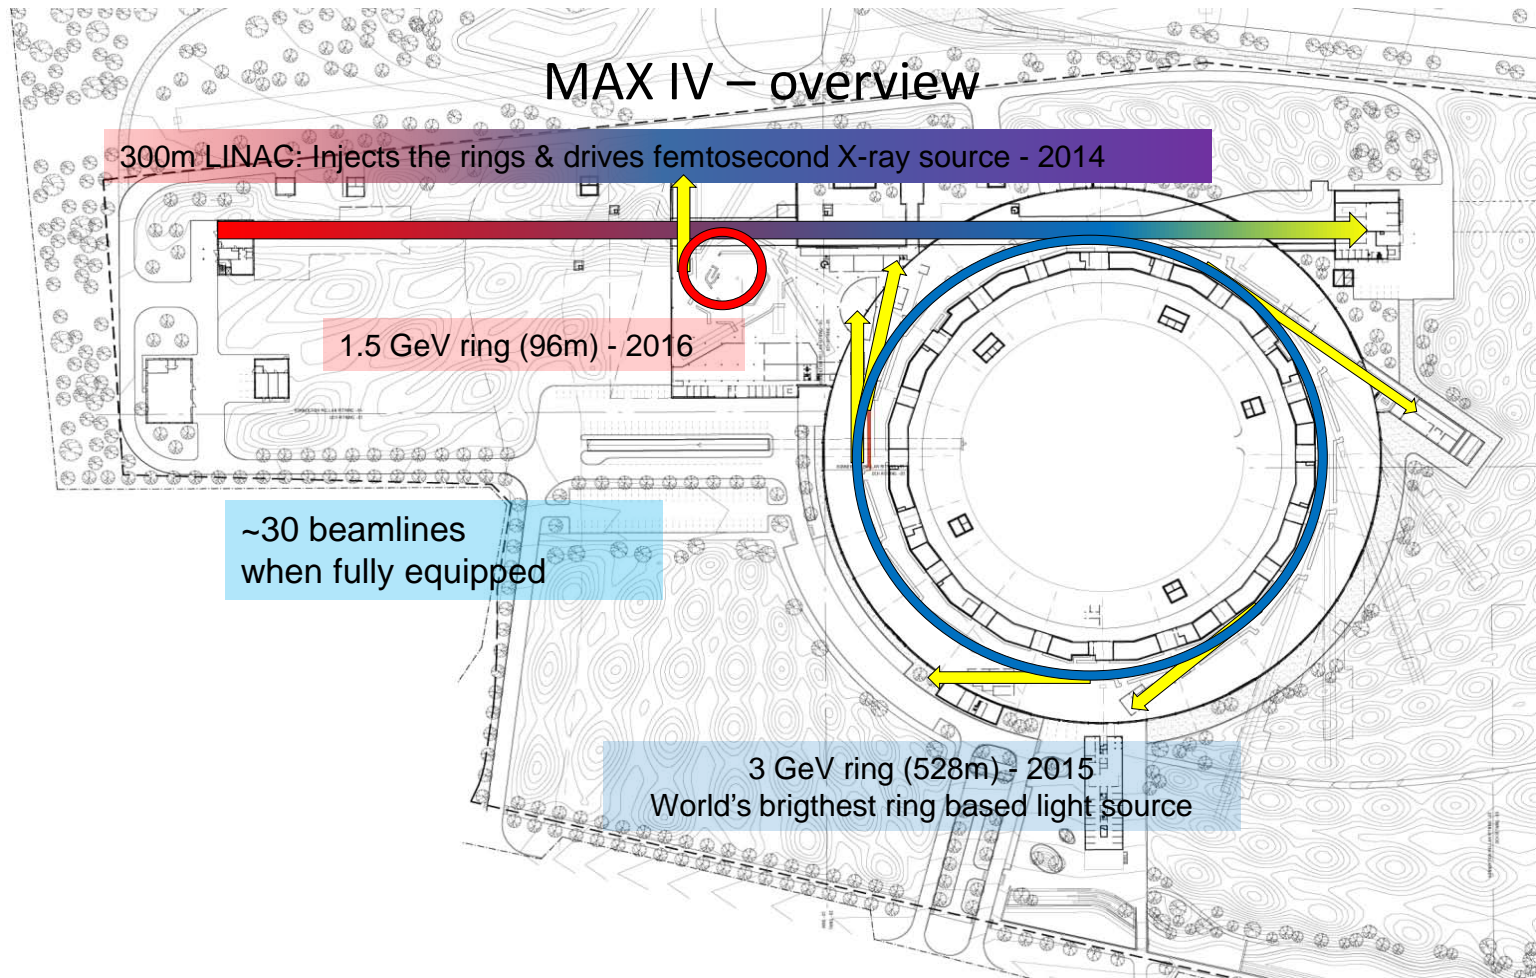 MAX IV – overview
300m LINAC: Injects the rings & drives femtosecond X-ray source - 2014
1.5 GeV ring (96m) - 2016
~30 beamlines
when fully equipped
3 GeV ring (528m) - 2015
World's brigthest ring based light source